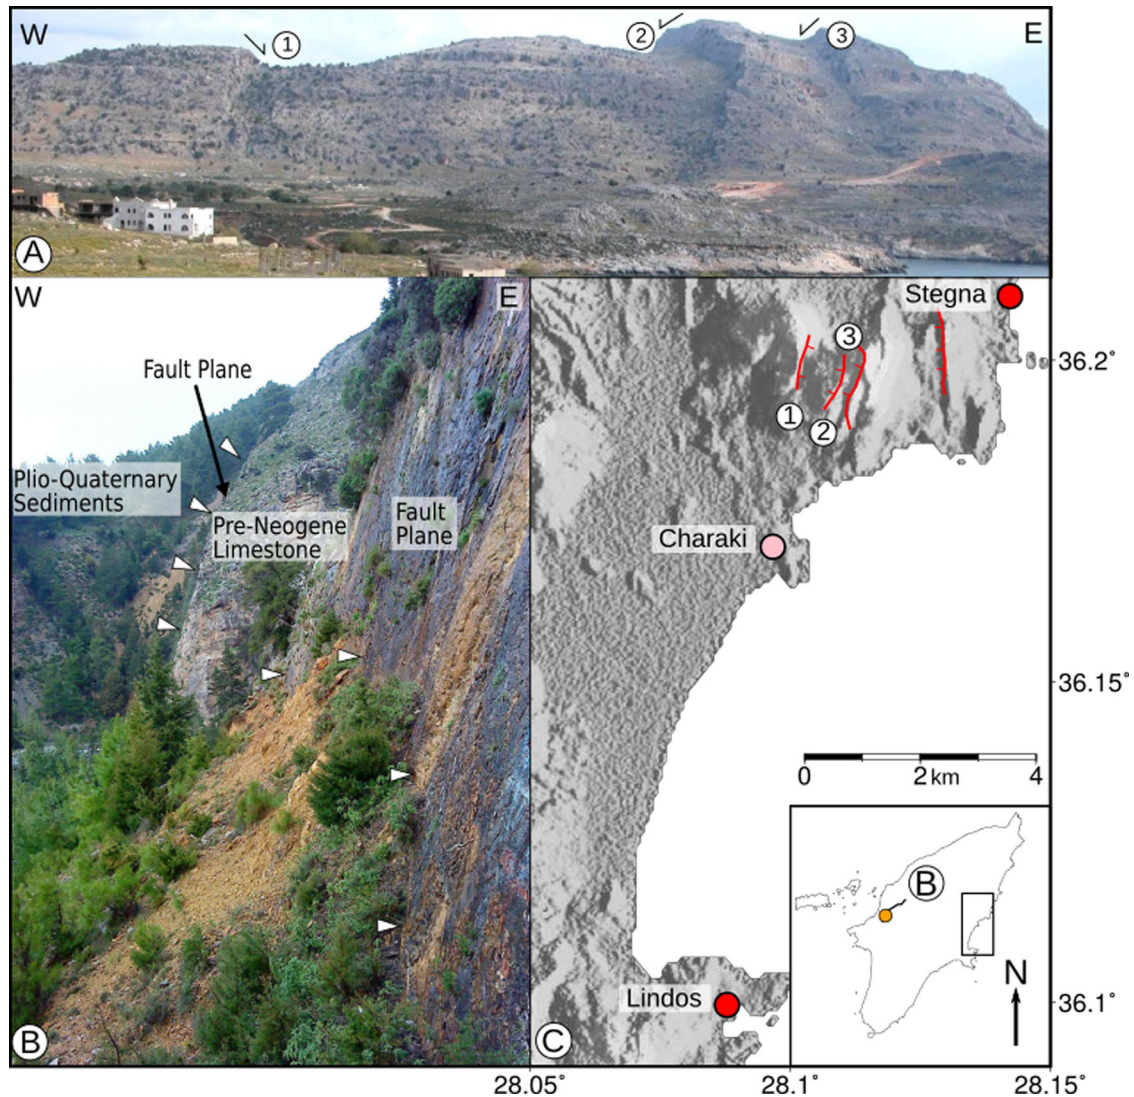 W
1
2
3
E
A
W
E
Fault Plane
Plio-Quaternary
Sediments
Pre-Neogene
Limestone
Fault
Plane
B
Stegna
3
1
2
36.2°
Charaki
36.15°
0 2 km 4
B
N
Lindos
36.1°
C
28.05° 28.1° 28.15°